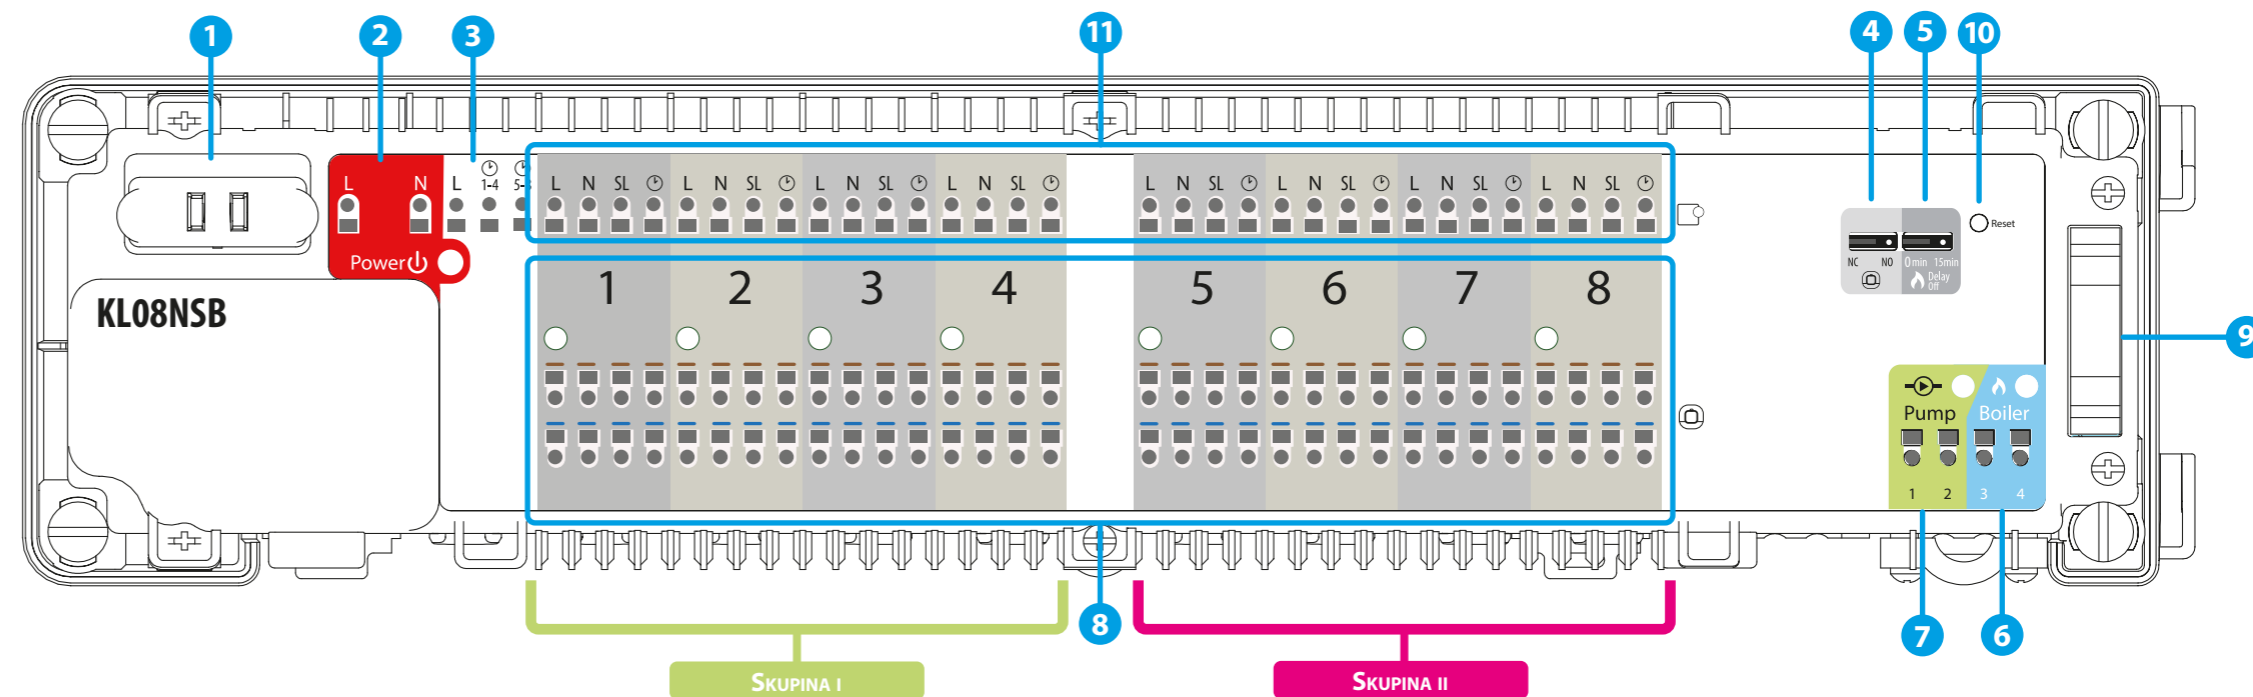 1 2 3 11 4 5 10
L N L 1-4 5-8 L N SL L N SL L N SL L N SL L N SL L N SL L N SL L N SL
Reset
Power
NC NO 0min 15min
Delay
Off
1 2 3 4 5 6 7 8
KL08NSB
9
Pump Boiler
1 2 3 4
8 7 6
SKUPINA I SKUPINA II